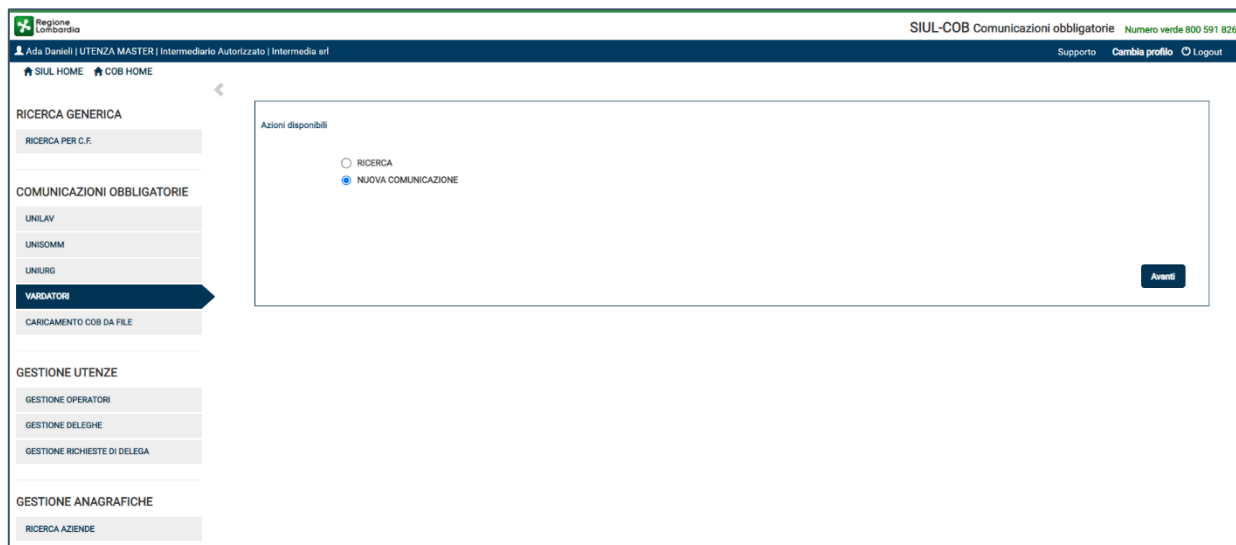 Regione
Lombardia
SIUL-COB Comunicazioni obbligatorie Numero verde 800 591 826
Ada Danieli | UTENZA MASTER | Intermediario Autorizzato | Intermedia srl
Supporto Cambia profilo Logout
SIUL HOME COB HOME
RICERCA GENERICA
RICERCA PER C.F.
COMUNICAZIONI OBBLIGATORIE
UNILAV
UNISOMM
UNIURG
VARDATORI
CARICAMENTO COB DA FILE
GESTIONE UTENZE
GESTIONE OPERATORI
GESTIONE DELEGHE
GESTIONE RICHIESTE DI DELEGA
GESTIONE ANAGRAFICHE
RICERCA AZIENDE
Azioni disponibili
RICERCA
NUOVA COMUNICAZIONE
Avanti